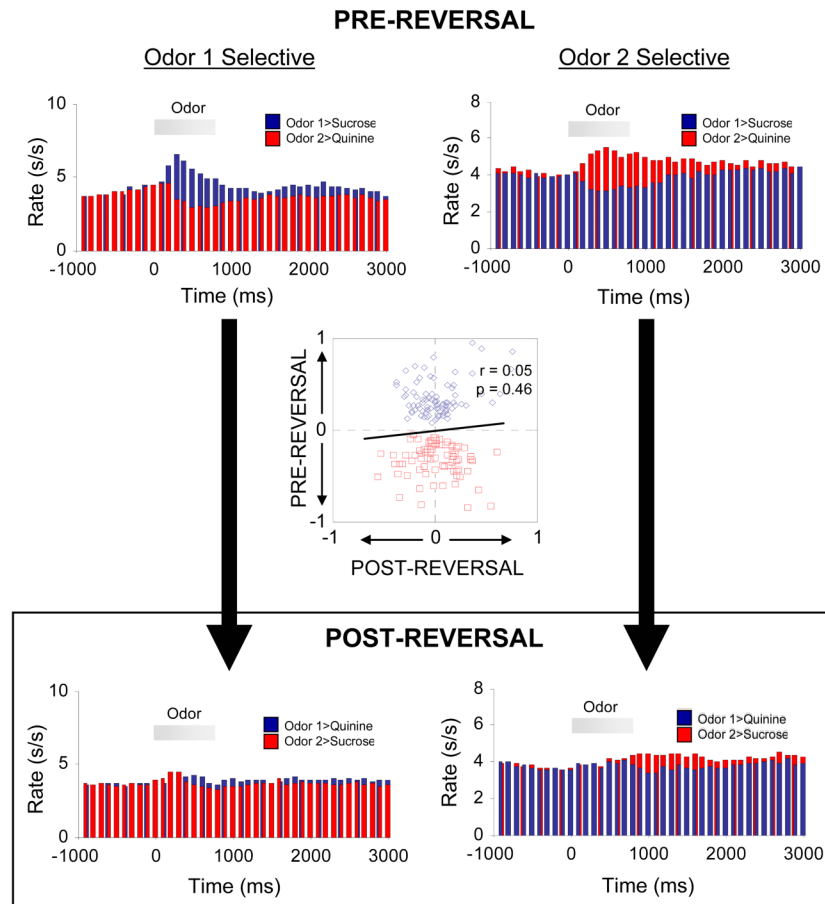 PRE-REVERSAL
Odor 1 Selective
10
5
0
Rate (s/s)
Odor
Odor 1>Sucrose
Odor 2>Quinine
-1000 0 1000 2000 3000
Time (ms)
Odor 2 Selective
8
6
4
2
0
Rate (s/s)
Odor
Odor 1>Sucrose
Odor 2>Quinine
-1000 0 1000 2000 3000
Time (ms)
1
0
-1
PRE-REVERSAL
r = 0.05
p = 0.46
-1 0 1
POST-REVERSAL
POST-REVERSAL
10
5
0
Rate (s/s)
Odor
Odor 1>Quinine
Odor 2>Sucrose
-1000 0 1000 2000 3000
Time (ms)
8
6
4
2
0
Rate (s/s)
Odor
Odor 1>Quinine
Odor 2>Sucrose
-1000 0 1000 2000 3000
Time (ms)